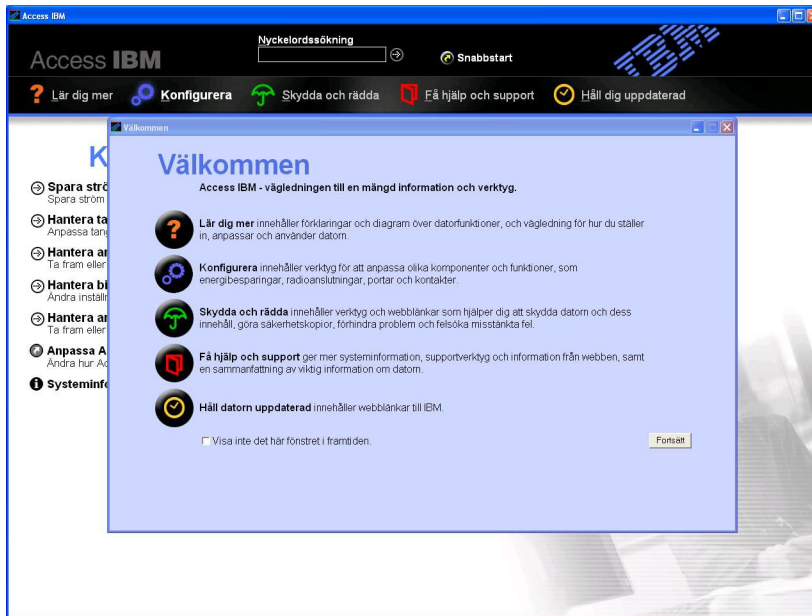 Access IBM
Nyckelordssökning
Access IBM
Snabbstart
IBM
Lär dig mer
Konfigurera
Skydda och rädda
Få hjälp och support
Håll dig uppdaterad
K
Spara strö
Spara ström
Hantera ta
Anpassa tang
Hantera an
Ta fram eller
Hantera bi
Ändra inställn
Hantera an
Ta fram eller
Anpassa A
Ändra hur Ac
Systeminfo
Välkommen
Välkommen
Access IBM - vägledningen till en mängd information och verktyg.
Lär dig mer innehåller förklaringar och diagram över datorfunktioner, och vägledning för hur du ställer
in, anpassar och använder datorn.
Konfigurera innehåller verktyg för att anpassa olika komponenter och funktioner, som
energibesparingar, radioanslutningar, portar och kontakter.
Skydda och rädda innehåller verktyg och webblänkar som hjälper dig att skydda datorn och dess
innehåll, göra säkerhetskopior, förhindra problem och felsöka misstänkta fel.
Få hjälp och support ger mer systeminformation, supportverktyg och information från webben, samt
en sammanfattning av viktig information om datorn.
Håll datorn uppdaterad innehåller webblänkar till IBM.
Visa inte det här fönstret i framtiden.
Fortsätt